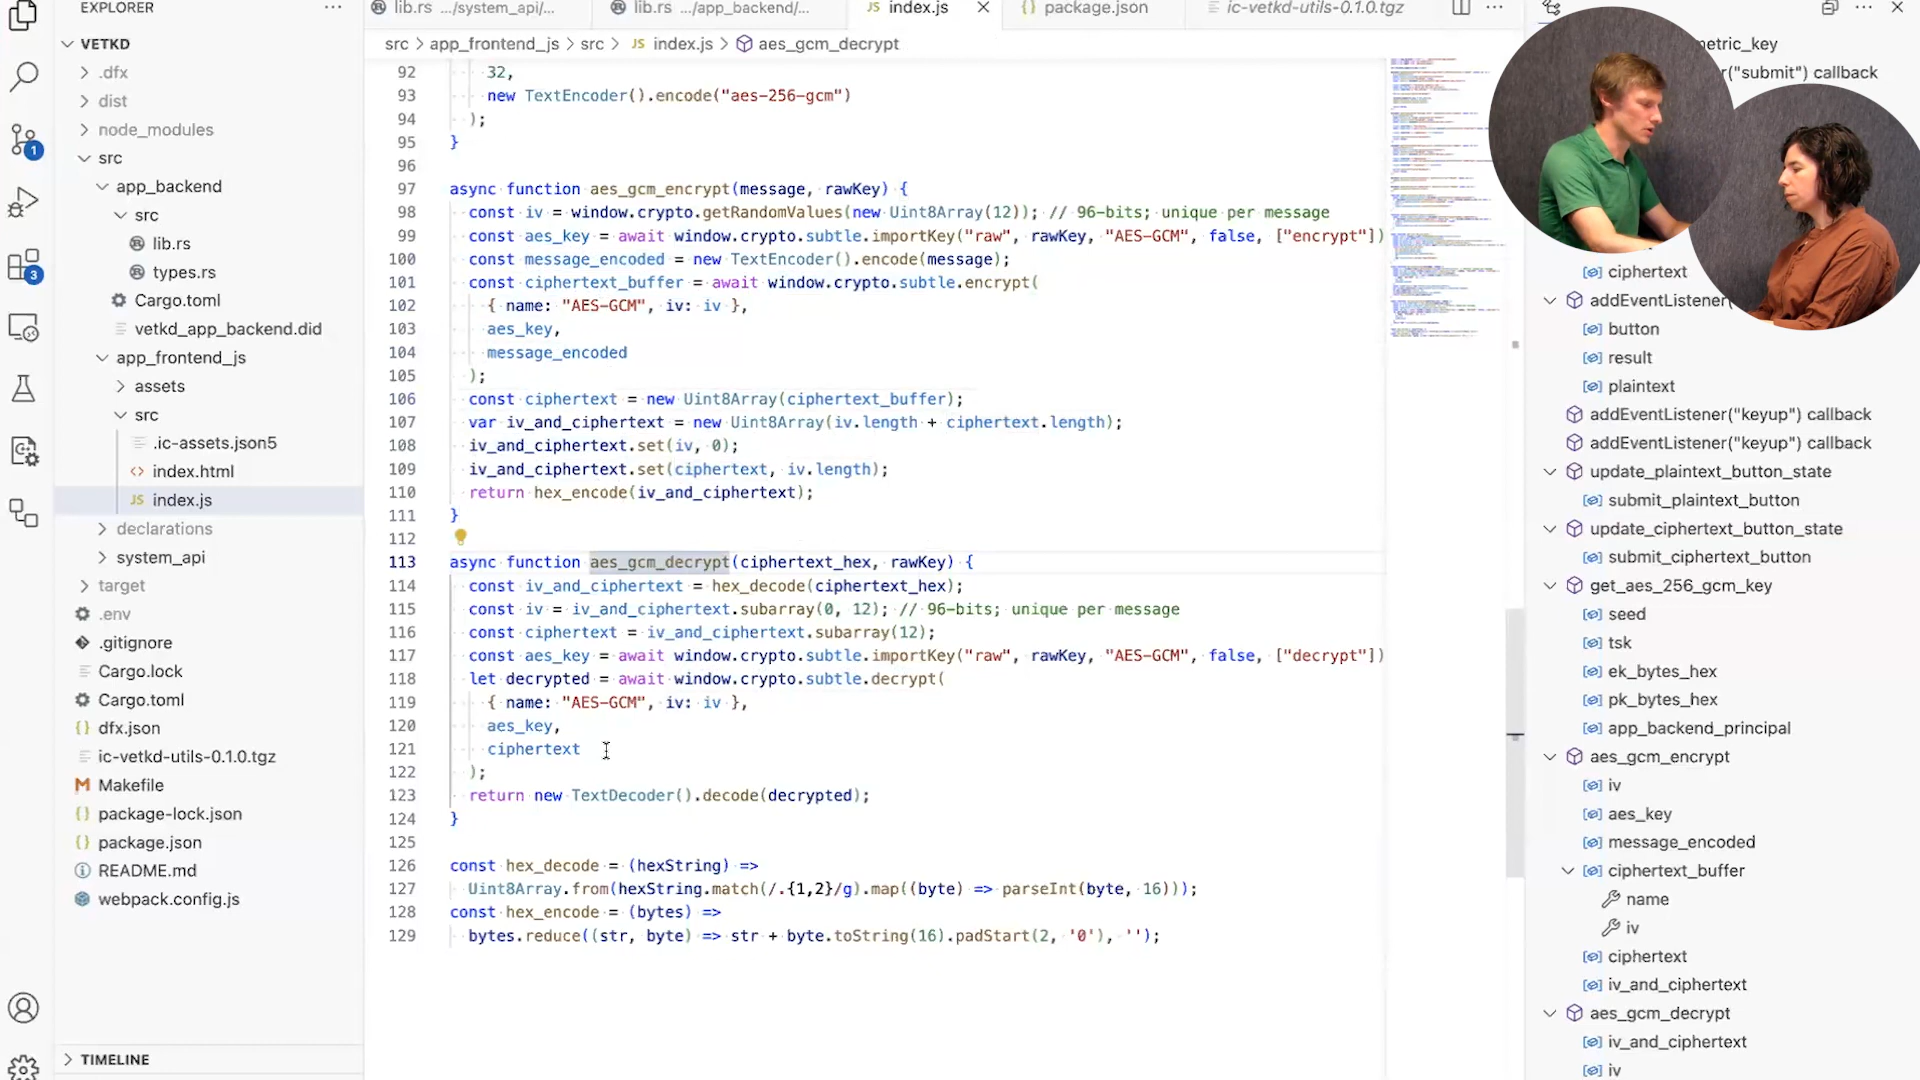 EXPLORER
VETKD
.dfx
dist
node_modules
src
app_backend
src
lib.rs
types.rs
Cargo.toml
vetkd_app_backend.did
app_frontend_js
assets
src
.ic-assets.json5
index.html
JS index.js
declarations
system_api
target
.env
.gitignore
Cargo.lock
Cargo.toml
dfx.json
ic-vetkd-utils-0.1.0.tgz
Makefile
package-lock.json
package.json
README.md
webpack.config.js
TIMELINE
1
3
lib.rs .../system_api/...
lib.rs .../app_backend/...
JS index.js
package.json
ic-vetkd-utils-0.1.0.tgz
src > app_frontend_js > src > JS index.js > aes_gcm_decrypt
92 32,
93 new TextEncoder().encode("aes-256-gcm")
94 );
95 }
96
97 async function aes_gcm_encrypt(message, rawKey) {
98 const iv = window.crypto.getRandomValues(new Uint8Array(12)); // 96-bits; unique per message
99 const aes_key = await window.crypto.subtle.importKey("raw", rawKey, "AES-GCM", false, ["encrypt"])
100 const message_encoded = new TextEncoder().encode(message);
101 const ciphertext_buffer = await window.crypto.subtle.encrypt(
102 { name: "AES-GCM", iv: iv },
103 aes_key,
104 message_encoded
105 );
106 const ciphertext = new Uint8Array(ciphertext_buffer);
107 var iv_and_ciphertext = new Uint8Array(iv.length + ciphertext.length);
108 iv_and_ciphertext.set(iv, 0);
109 iv_and_ciphertext.set(ciphertext, iv.length);
110 return hex_encode(iv_and_ciphertext);
111 }
112
113 async function aes_gcm_decrypt(ciphertext_hex, rawKey) {
114 const iv_and_ciphertext = hex_decode(ciphertext_hex);
115 const iv = iv_and_ciphertext.subarray(0, 12); // 96-bits; unique per message
116 const ciphertext = iv_and_ciphertext.subarray(12);
117 const aes_key = await window.crypto.subtle.importKey("raw", rawKey, "AES-GCM", false, ["decrypt"])
118 let decrypted = await window.crypto.subtle.decrypt(
119 { name: "AES-GCM", iv: iv },
120 aes_key,
121 ciphertext
122 );
123 return new TextDecoder().decode(decrypted);
124 }
125
126 const hex_decode = (hexString) =>
127 Uint8Array.from(hexString.match(/.{1,2}/g).map((byte) => parseInt(byte, 16)));
128 const hex_encode = (bytes) =>
129 bytes.reduce((str, byte) => str + byte.toString(16).padStart(2, '0'), '');
metric_key
("submit") callback
ciphertext
addEventListener(
button
result
plaintext
addEventListener("keyup") callback
addEventListener("keyup") callback
update_plaintext_button_state
submit_plaintext_button
update_ciphertext_button_state
submit_ciphertext_button
get_aes_256_gcm_key
seed
tsk
ek_bytes_hex
pk_bytes_hex
app_backend_principal
aes_gcm_encrypt
iv
aes_key
message_encoded
ciphertext_buffer
name
iv
ciphertext
iv_and_ciphertext
aes_gcm_decrypt
iv_and_ciphertext
iv